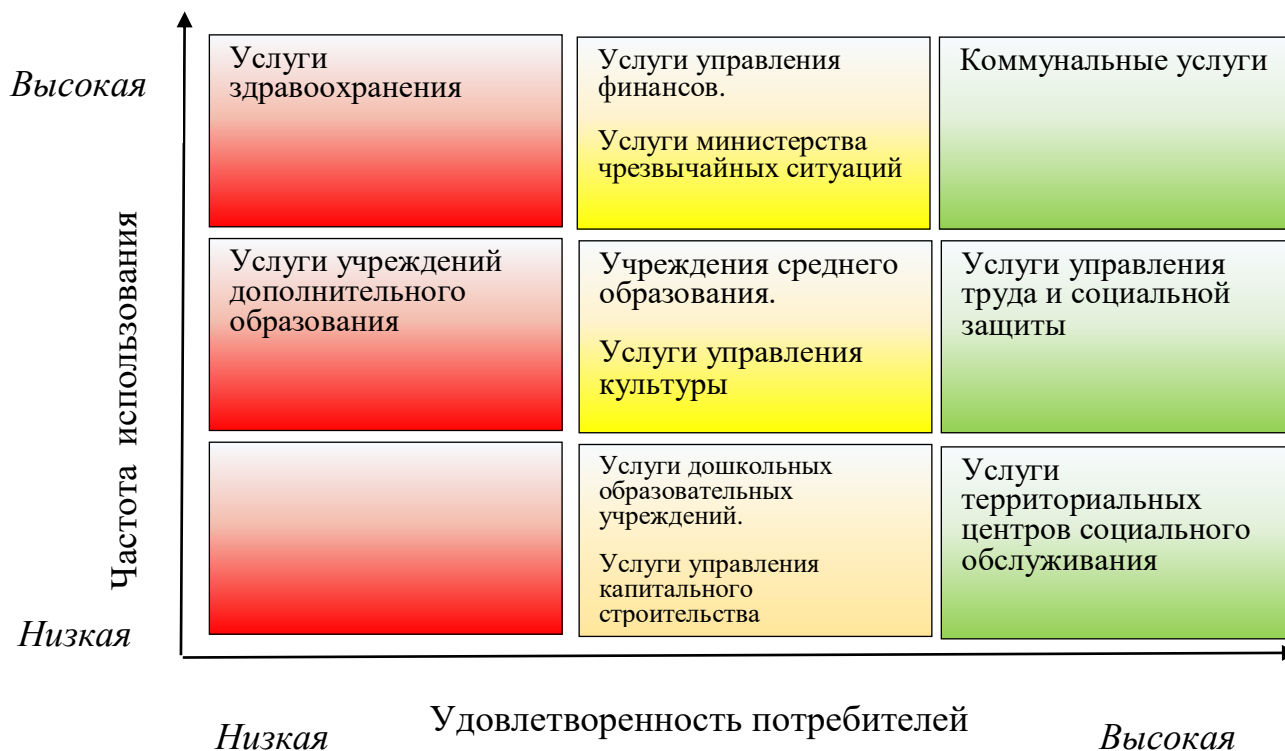 Высокая
Частота использования
Низкая
Услуги
здравоохранения
Услуги управления
финансов.
Услуги министерства
чрезвычайных ситуаций
Коммунальные услуги
Услуги учреждений
дополнительного
образования
Учреждения среднего
образования.
Услуги управления
культуры
Услуги управления
труда и социальной
защиты
Услуги дошкольных
образовательных
учреждений.
Услуги управления
капитального
строительства
Услуги
территориальных
центров социального
обслуживания
Низкая
Удовлетворенность потребителей
Высокая